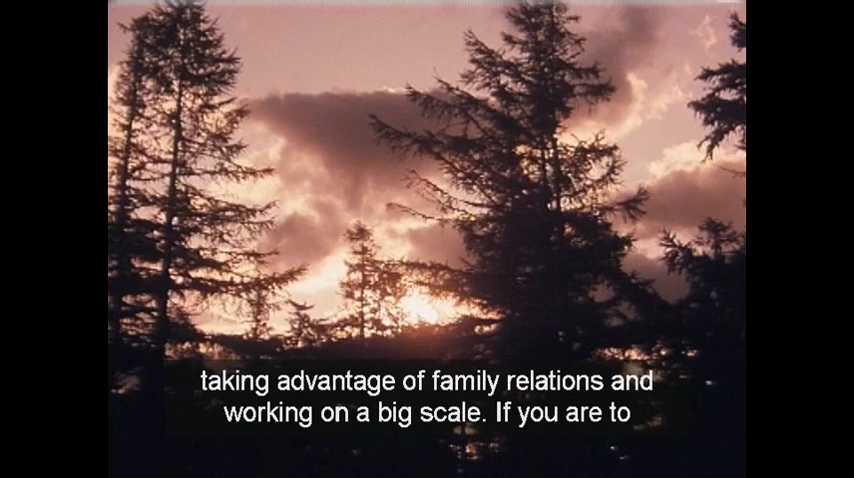 taking advantage of family relations and
working on a big scale. If you are to